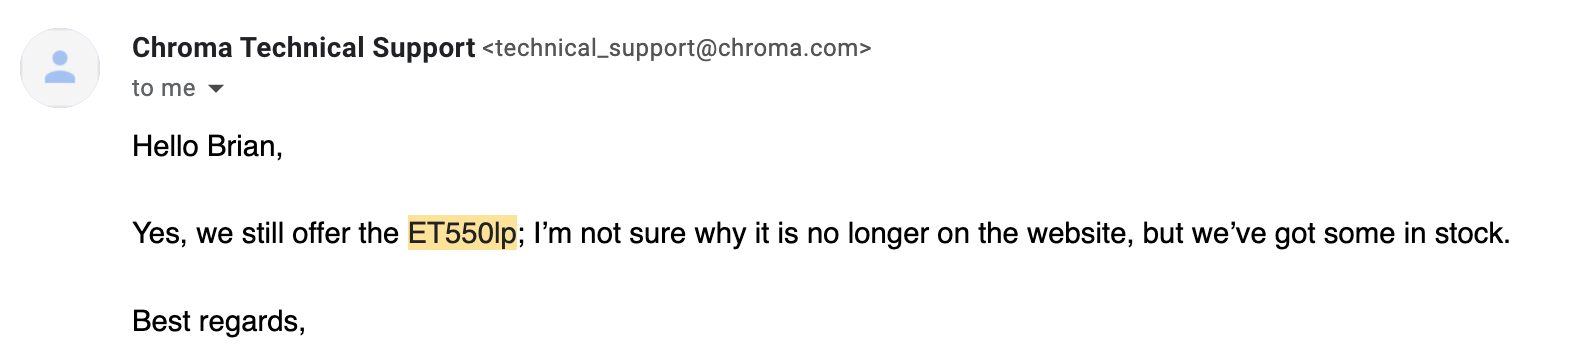 Chroma Technical Support <technical_support@chroma.com>
to me
Hello Brian,
Yes, we still offer the ET550lp; I’m not sure why it is no longer on the website, but we’ve got some in stock.
Best regards,